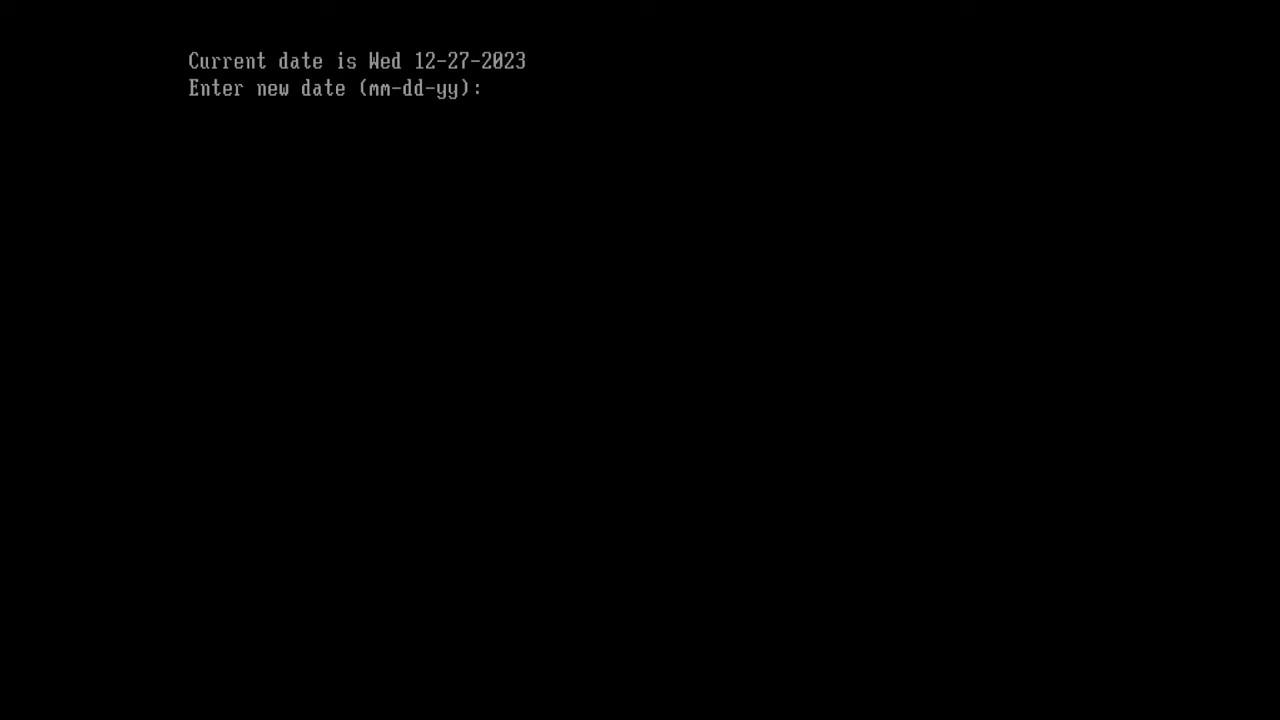 Current date is Wed 12-27-2023
Enter new date (mm-dd-yy):